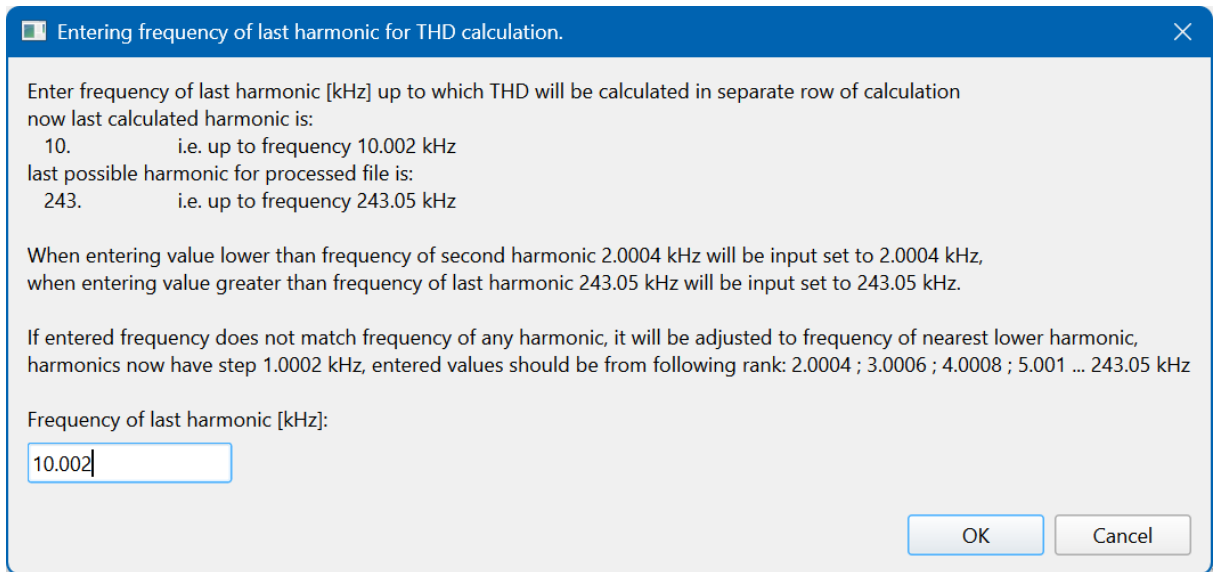 Entering frequency of last harmonic for THD calculation.
Enter frequency of last harmonic [kHz] up to which THD will be calculated in separate row of calculation
now last calculated harmonic is:
10. i.e. up to frequency 10.002 kHz
last possible harmonic for processed file is:
243. i.e. up to frequency 243.05 kHz
When entering value lower than frequency of second harmonic 2.0004 kHz will be input set to 2.0004 kHz,
when entering value greater than frequency of last harmonic 243.05 kHz will be input set to 243.05 kHz.
If entered frequency does not match frequency of any harmonic, it will be adjusted to frequency of nearest lower harmonic,
harmonics now have step 1.0002 kHz, entered values should be from following rank: 2.0004 ; 3.0006 ; 4.0008 ; 5.001 ... 243.05 kHz
Frequency of last harmonic [kHz]:
10.002
OK Cancel